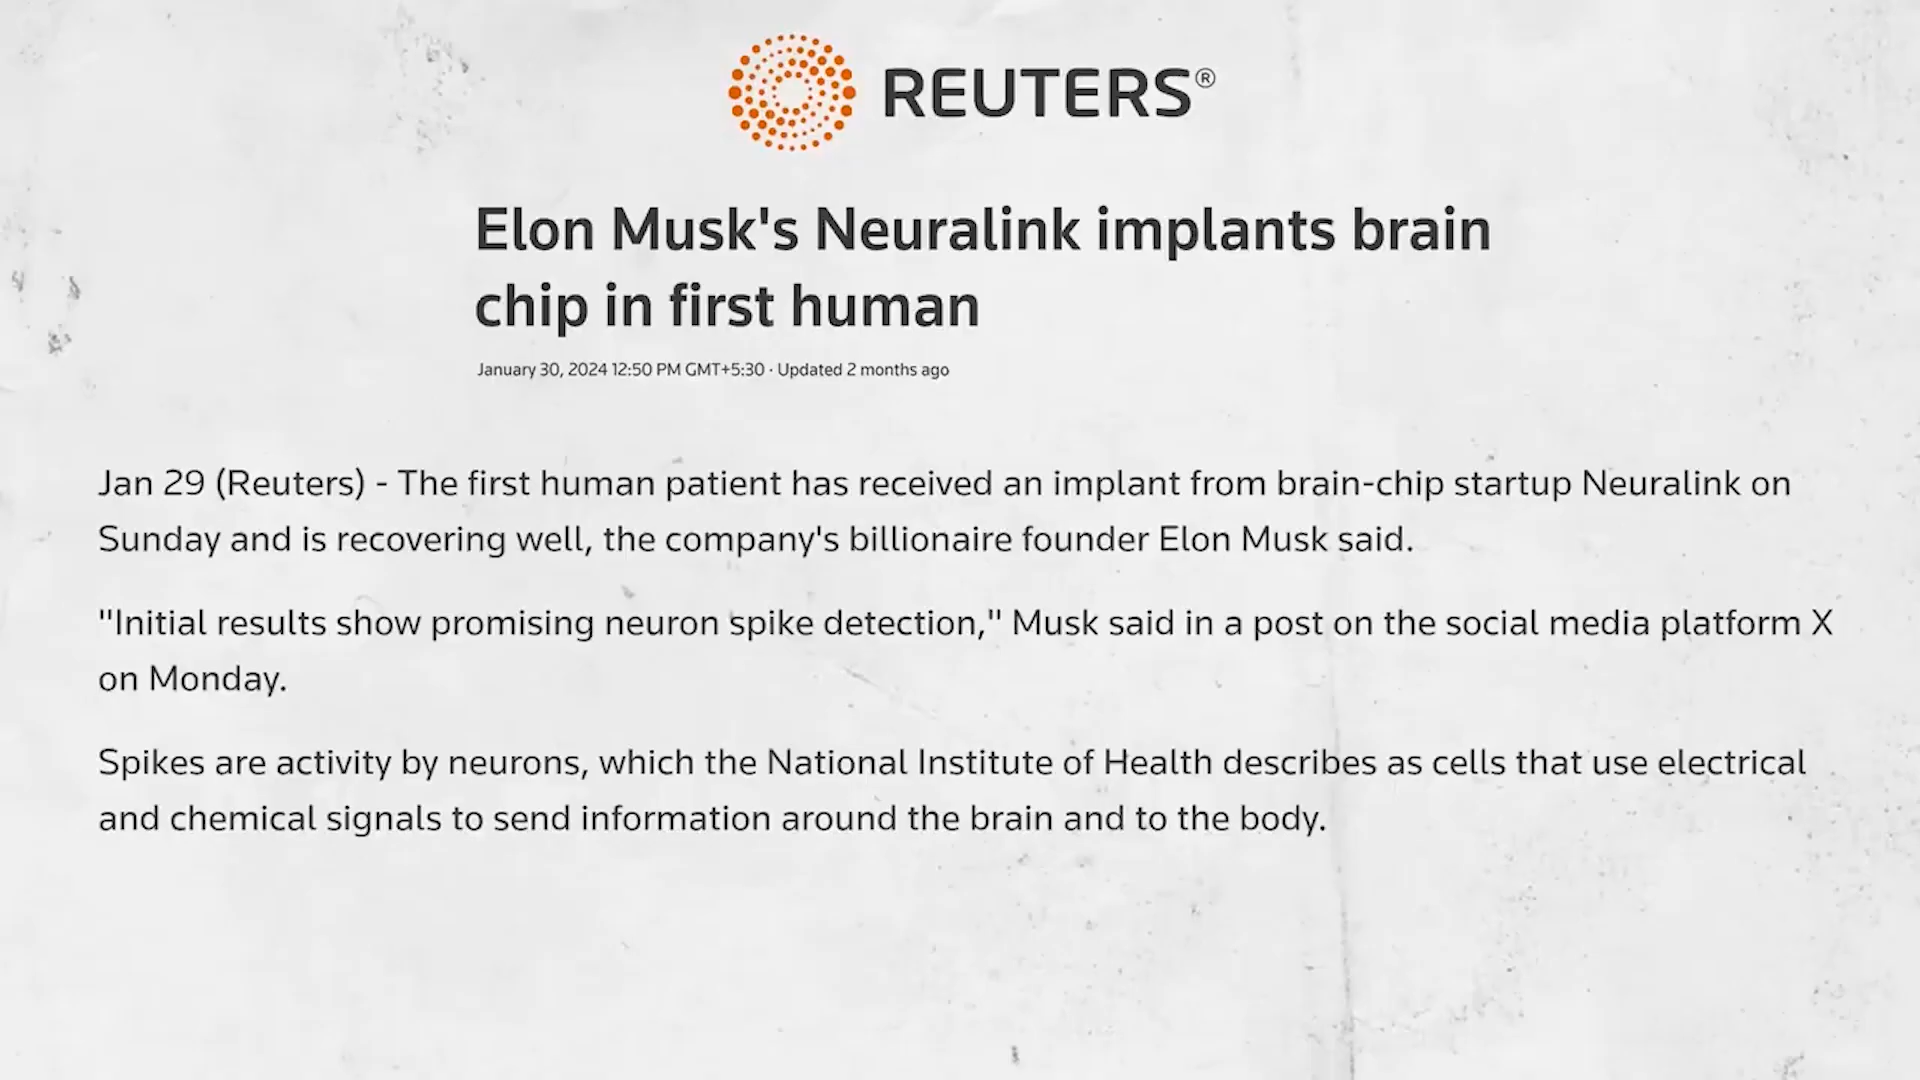 REUTERS®
Elon Musk's Neuralink implants brain
chip in first human
January 30, 2024 12:50 PM GMT+5:30 · Updated 2 months ago
Jan 29 (Reuters) - The first human patient has received an implant from brain-chip startup Neuralink on
Sunday and is recovering well, the company's billionaire founder Elon Musk said.
"Initial results show promising neuron spike detection," Musk said in a post on the social media platform X
on Monday.
Spikes are activity by neurons, which the National Institute of Health describes as cells that use electrical
and chemical signals to send information around the brain and to the body.